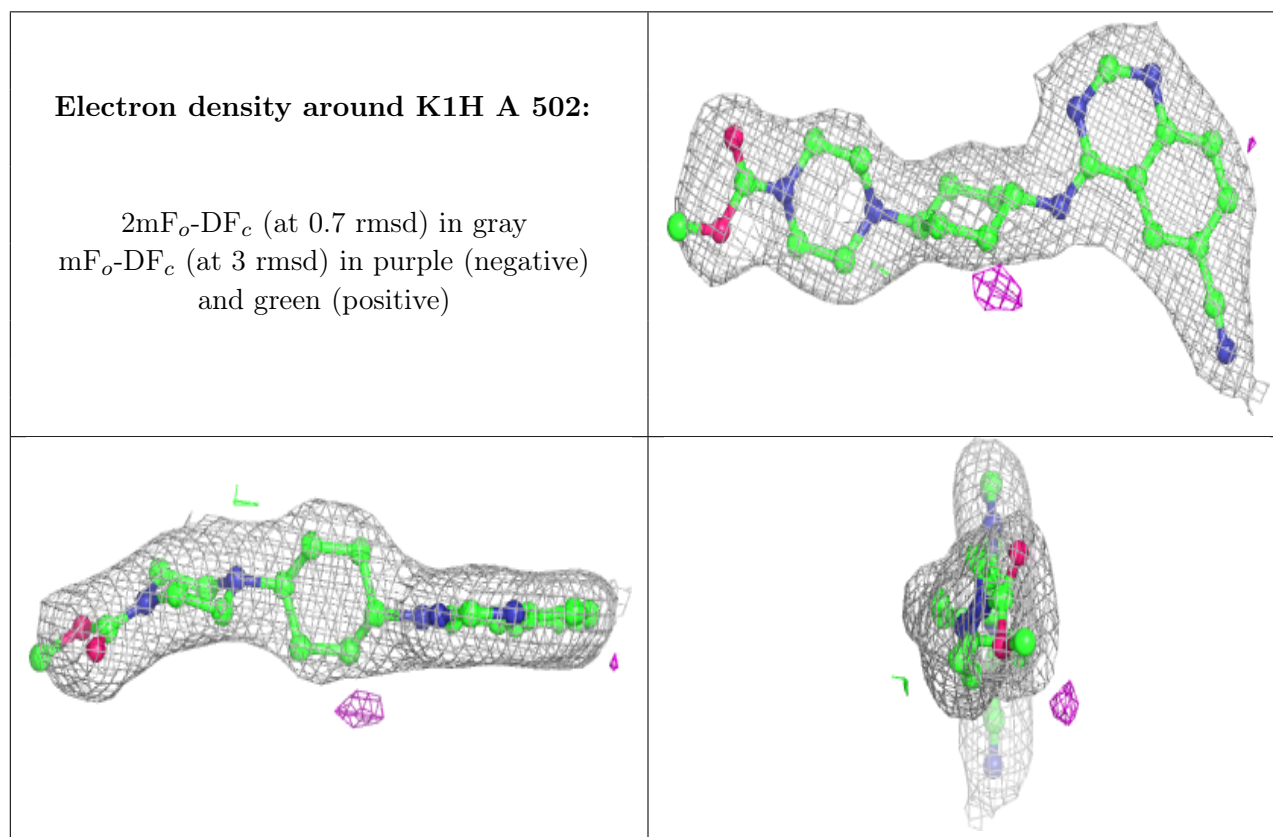 Electron density around K1H A 502:
2mFₒ-DF𝑐 (at 0.7 rmsd) in gray
mFₒ-DF𝑐 (at 3 rmsd) in purple (negative)
and green (positive)